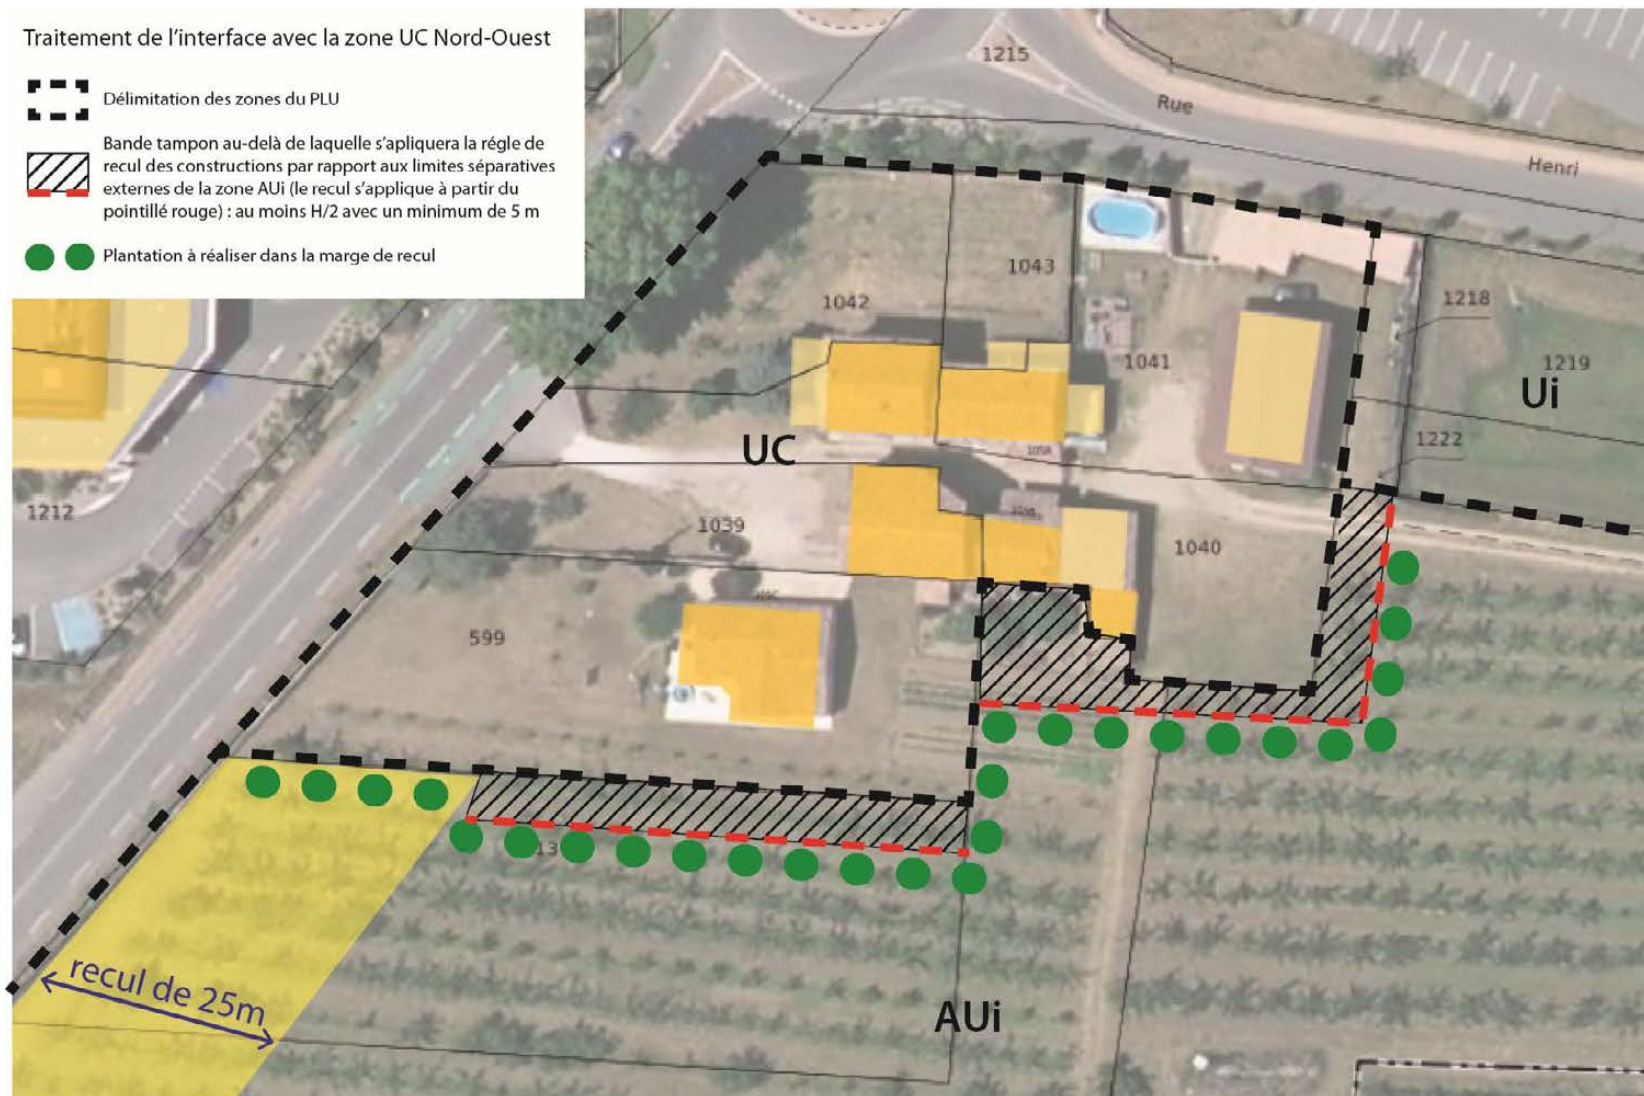 Traitement de l'interface avec la zone UC Nord-Ouest
Délimitation des zones du PLU
Bande tampon au-delà de laquelle s'apliquera la régle de
recul des constructions par rapport aux limites séparatives
externes de la zone AUi (le recul s'applique à partir du
pointillé rouge) : au moins H/2 avec un minimum de 5 m
Plantation à réaliser dans la marge de recul
1215
Rue
Henri
1043
1042
1218
1041
1219
Ui
UC
1222
1212
1039
1040
599
13
recul de 25m
AUi